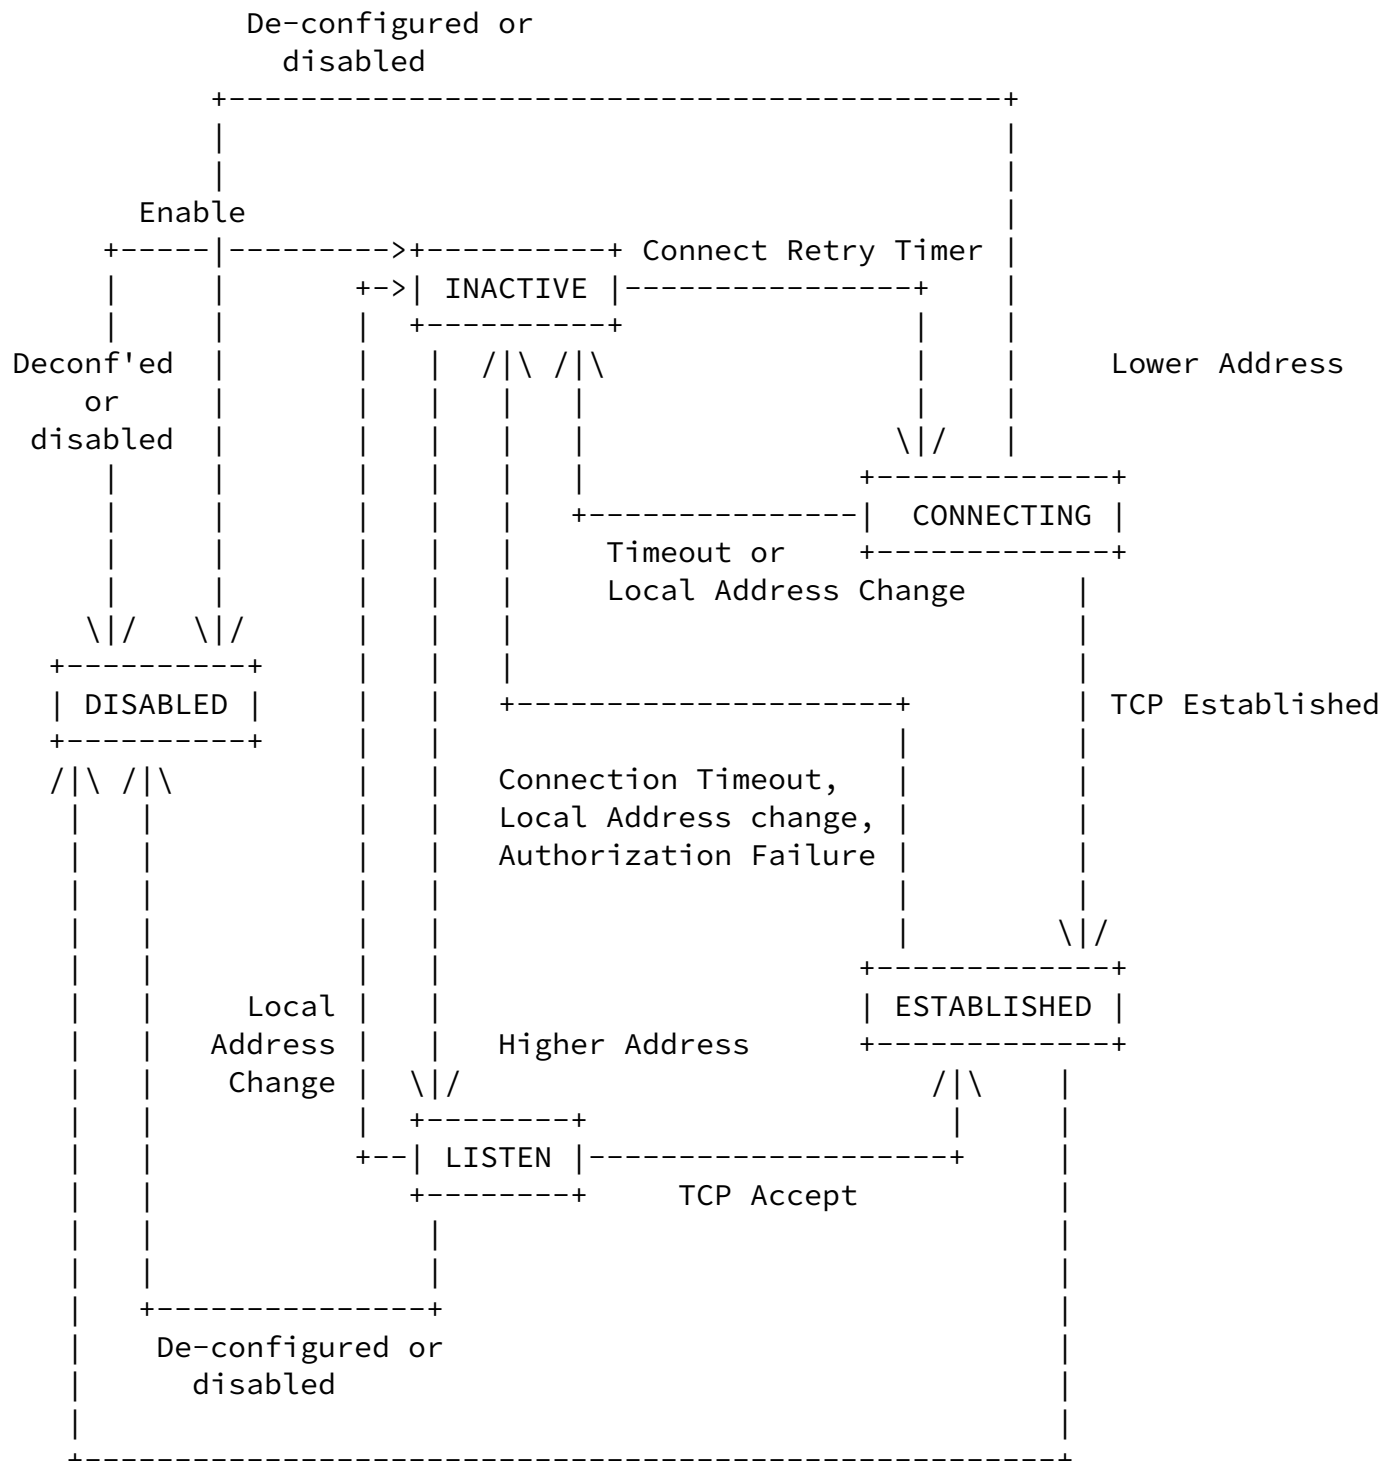 De-configured or
disabled
Enable
Connect Retry Timer
INACTIVE
Deconf'ed
Lower Address
or
disabled
CONNECTING
Timeout or
Local Address Change
DISABLED
TCP Established
Connection Timeout,
Local Address change,
Authorization Failure
Local
ESTABLISHED
Address
Higher Address
Change
LISTEN
TCP Accept
De-configured or
disabled